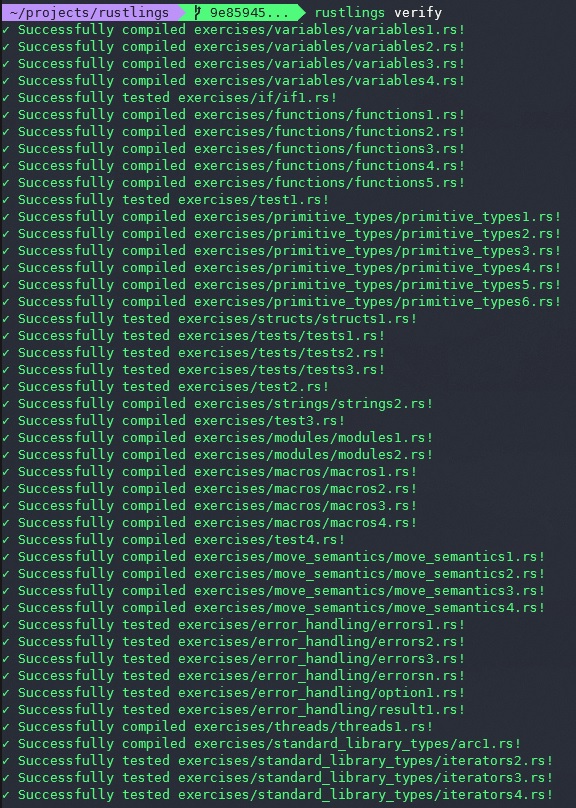 ~/projects/rustlings 9e85945... rustlings verify
✓ Successfully compiled exercises/variables/variables1.rs!
✓ Successfully compiled exercises/variables/variables2.rs!
✓ Successfully compiled exercises/variables/variables3.rs!
✓ Successfully compiled exercises/variables/variables4.rs!
✓ Successfully tested exercises/if/if1.rs!
✓ Successfully compiled exercises/functions/functions1.rs!
✓ Successfully compiled exercises/functions/functions2.rs!
✓ Successfully compiled exercises/functions/functions3.rs!
✓ Successfully compiled exercises/functions/functions4.rs!
✓ Successfully compiled exercises/functions/functions5.rs!
✓ Successfully tested exercises/test1.rs!
✓ Successfully compiled exercises/primitive_types/primitive_types1.rs!
✓ Successfully compiled exercises/primitive_types/primitive_types2.rs!
✓ Successfully compiled exercises/primitive_types/primitive_types3.rs!
✓ Successfully compiled exercises/primitive_types/primitive_types4.rs!
✓ Successfully compiled exercises/primitive_types/primitive_types5.rs!
✓ Successfully compiled exercises/primitive_types/primitive_types6.rs!
✓ Successfully tested exercises/structs/structs1.rs!
✓ Successfully tested exercises/tests/tests1.rs!
✓ Successfully tested exercises/tests/tests2.rs!
✓ Successfully tested exercises/tests/tests3.rs!
✓ Successfully tested exercises/test2.rs!
✓ Successfully compiled exercises/strings/strings2.rs!
✓ Successfully tested exercises/test3.rs!
✓ Successfully compiled exercises/modules/modules1.rs!
✓ Successfully compiled exercises/modules/modules2.rs!
✓ Successfully compiled exercises/macros/macros1.rs!
✓ Successfully compiled exercises/macros/macros2.rs!
✓ Successfully compiled exercises/macros/macros3.rs!
✓ Successfully compiled exercises/macros/macros4.rs!
✓ Successfully tested exercises/test4.rs!
✓ Successfully compiled exercises/move_semantics/move_semantics1.rs!
✓ Successfully compiled exercises/move_semantics/move_semantics2.rs!
✓ Successfully compiled exercises/move_semantics/move_semantics3.rs!
✓ Successfully compiled exercises/move_semantics/move_semantics4.rs!
✓ Successfully tested exercises/error_handling/errors1.rs!
✓ Successfully tested exercises/error_handling/errors2.rs!
✓ Successfully tested exercises/error_handling/errors3.rs!
✓ Successfully tested exercises/error_handling/errorsn.rs!
✓ Successfully tested exercises/error_handling/option1.rs!
✓ Successfully tested exercises/error_handling/result1.rs!
✓ Successfully compiled exercises/threads/threads1.rs!
✓ Successfully compiled exercises/standard_library_types/arc1.rs!
✓ Successfully tested exercises/standard_library_types/iterators2.rs!
✓ Successfully tested exercises/standard_library_types/iterators3.rs!
✓ Successfully tested exercises/standard_library_types/iterators4.rs!